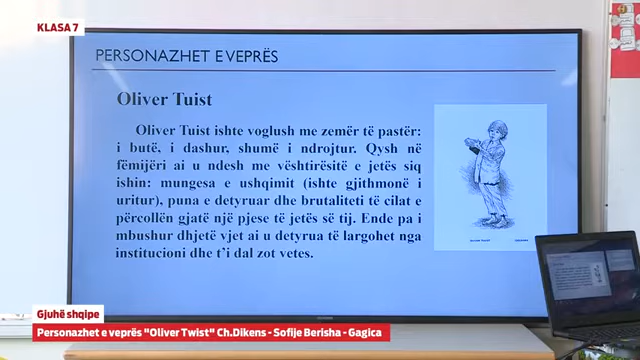 KLASA 7
PERSONAZHET E VEPRËS
Oliver Tuist
Oliver Tuist ishte voglush me zemër të pastër:
i butë, i dashur, shumë i ndrojtur. Qysh në
fëmijëri ai u ndesh me vështirësitë e jetës siq
ishin: mungesa e ushqimit (ishte gjithmonë i
uritur), puna e detyruar dhe brutaliteti të cilat e
përcollën gjatë një pjese të jetës së tij. Ende pa i
mbushur dhjetë vjet ai u detyrua të largohet nga
institucioni dhe t'i dal zot vetes.
Gjuhë shqipe
Personazhet e veprës "Oliver Twist" Ch.Dikens - Sofije Berisha - Gagica